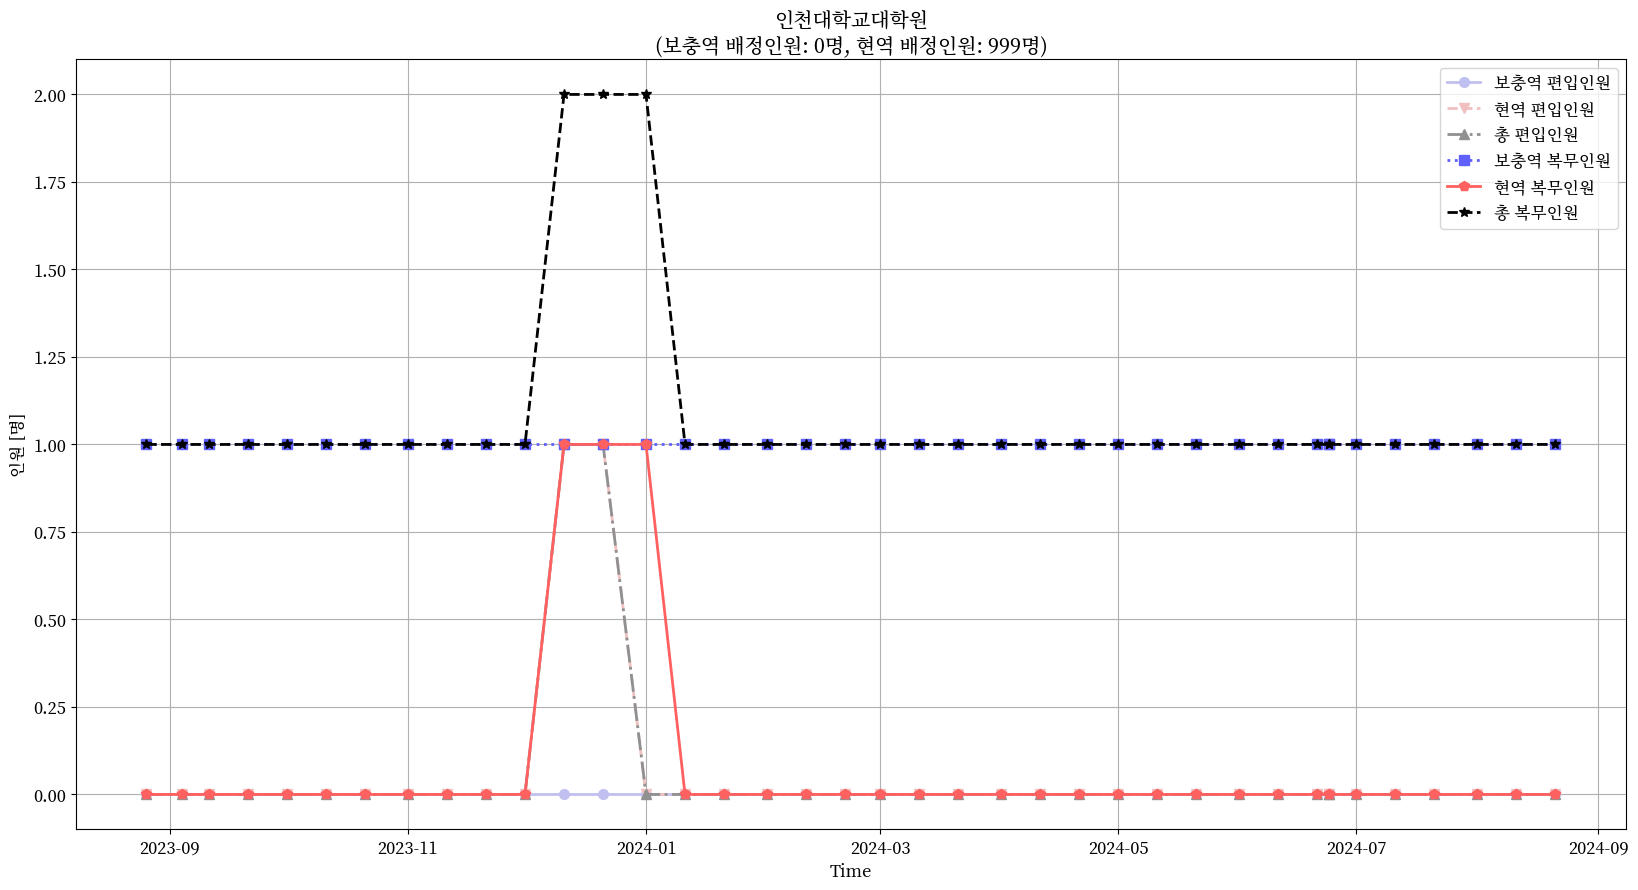 인천대학교대학원
(보충역 배정인원: 0명, 현역 배정인원: 999명)
보충역 편입인원
현역 편입인원
총 편입인원
보충역 복무인원
현역 복무인원
총 복무인원
인원 [명]
2.00
1.75
1.50
1.25
1.00
0.75
0.50
0.25
0.00
2023-09
2023-11
2024-01
2024-03
2024-05
2024-07
2024-09
Time